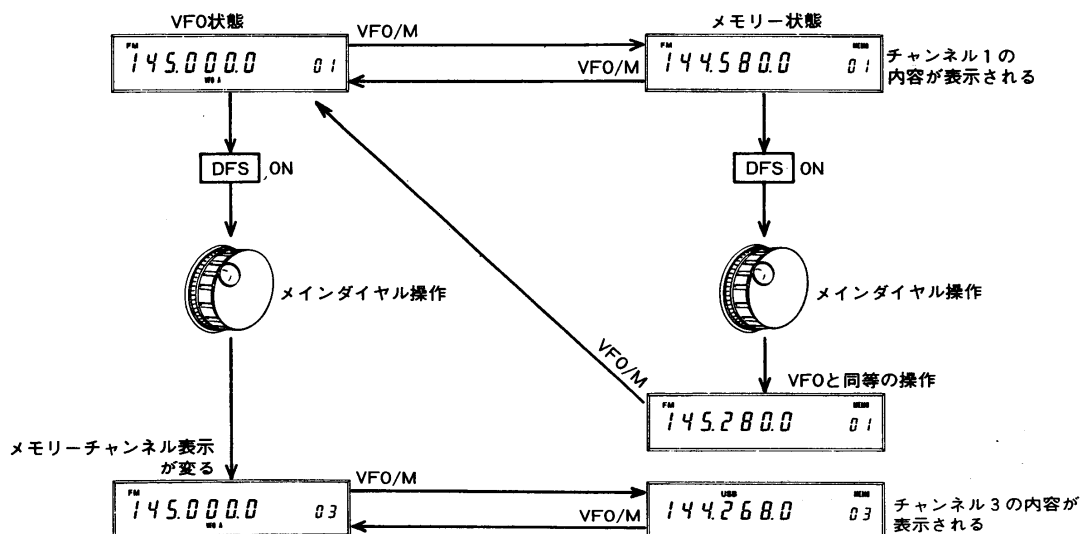 VFO状態
メモリー状態
VFO/M
FM
145.000.0 01
VFO A
VFO/M
FM MEMO
144.580.0 01
チャンネル1の
内容が表示される
DFS ON
DFS ON
メインダイヤル操作
メインダイヤル操作
VFO/M
VFOと同等の操作
FM MEMO
145.280.0 01
メモリーチャンネル表示
が変る
FM
145.000.0 03
VFO A
VFO/M
VFO/M
USB MEMO
144.268.0 03
チャンネル3の内容が
表示される